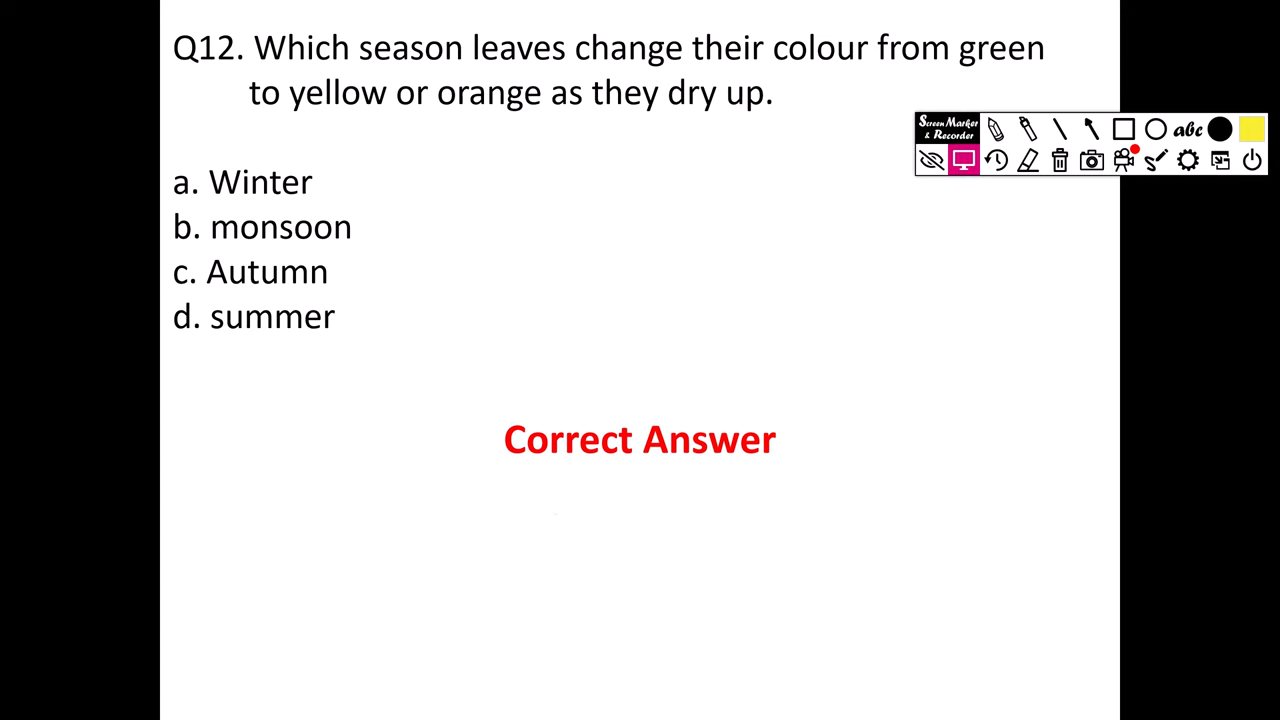 Q12. Which season leaves change their colour from green
to yellow or orange as they dry up.
Screen Marker
& Recorder
abc
a. Winter
b. monsoon
c. Autumn
d. summer
Correct Answer